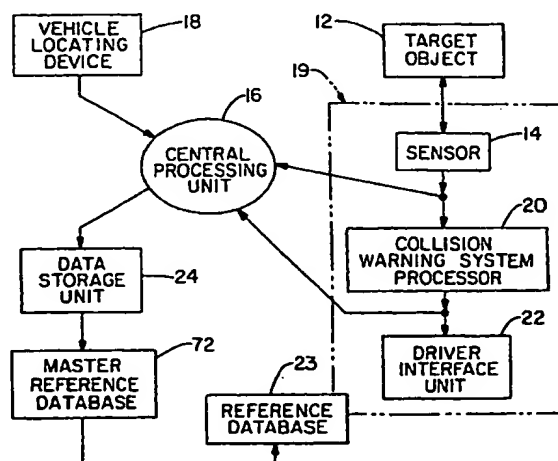 VEHICLE
LOCATING
DEVICE
18
12
TARGET
OBJECT
16
19
CENTRAL
PROCESSING
UNIT
14
SENSOR
20
COLLISION
WARNING SYSTEM
PROCESSOR
DATA
STORAGE
UNIT
24
22
DRIVER
INTERFACE
UNIT
72
MASTER
REFERENCE
DATABASE
23
REFERENCE
DATABASE